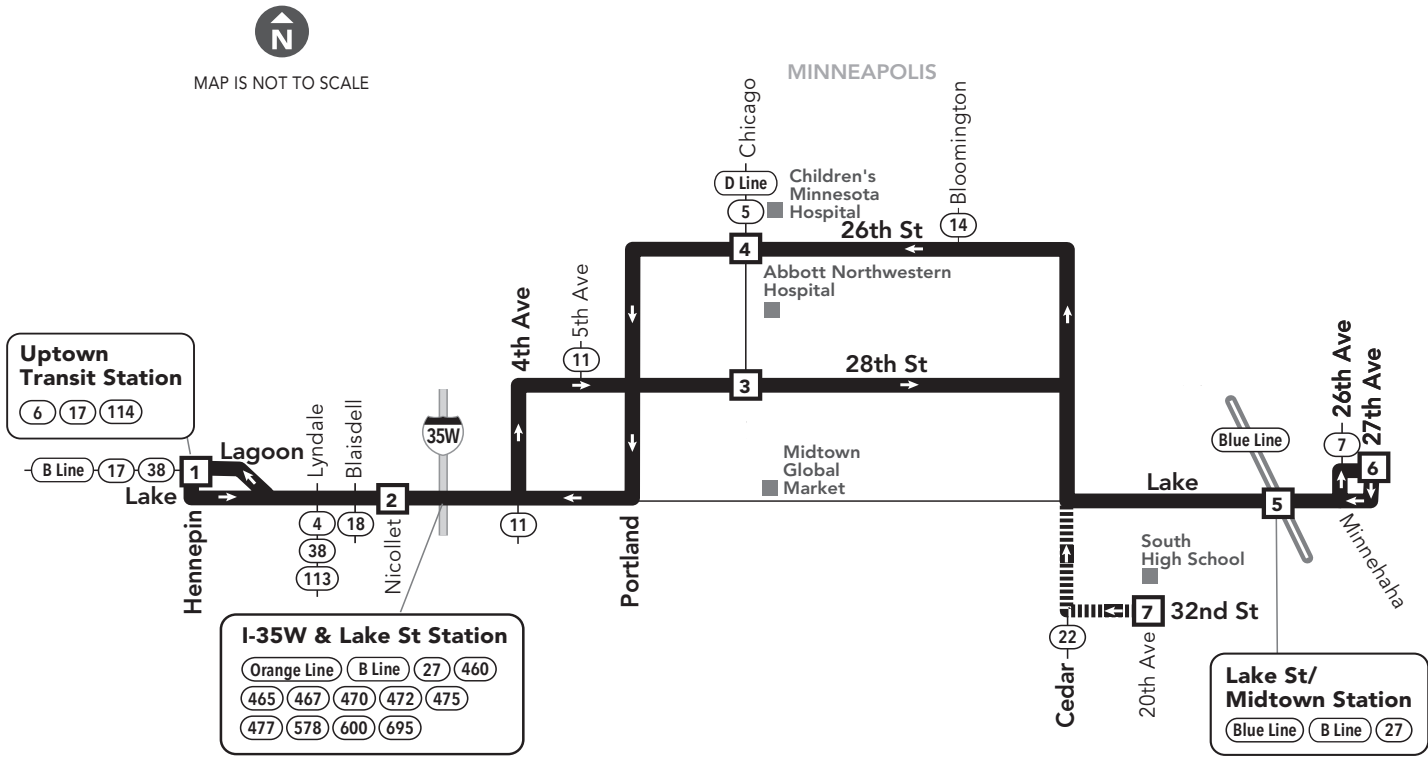 N
MAP IS NOT TO SCALE
MINNEAPOLIS
Chicago
Bloomington
D Line
5
Children's
Minnesota
Hospital
14
26th St
4
Abbott Northwestern
Hospital
4th Ave
5th Ave
11
28th St
3
26th Ave
27th Ave
7
6
Uptown
Transit Station
6 17 114
B Line 17 38
1
Lagoon
Lake
Hennepin
Lyndale
Blaisdell
4
38
113
18
2
Nicollet
35W
11
Portland
Midtown
Global
Market
Blue Line
Lake
5
Minnehaha
South
High School
7
32nd St
20th Ave
22
Cedar
I-35W & Lake St Station
Orange Line B Line 27 460
465 467 470 472 475
477 578 600 695
Lake St/
Midtown Station
Blue Line B Line 27